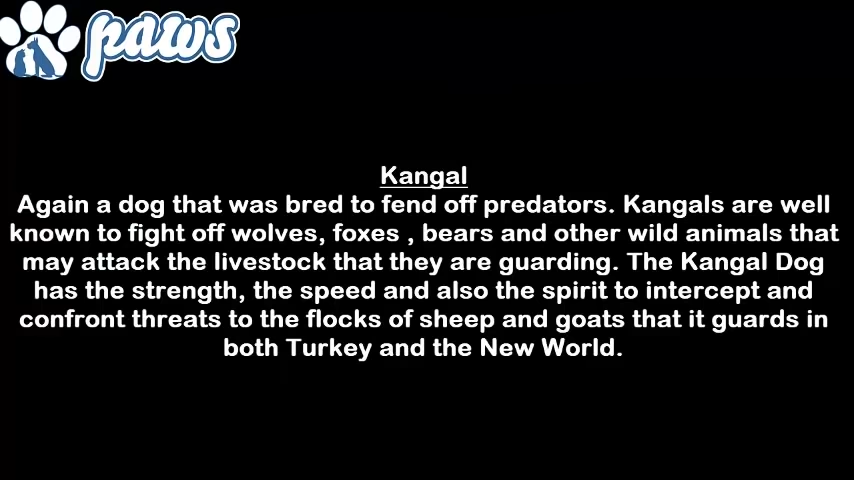 paws
Kangal
Again a dog that was bred to fend off predators. Kangals are well
known to fight off wolves, foxes , bears and other wild animals that
may attack the livestock that they are guarding. The Kangal Dog
has the strength, the speed and also the spirit to intercept and
confront threats to the flocks of sheep and goats that it guards in
both Turkey and the New World.